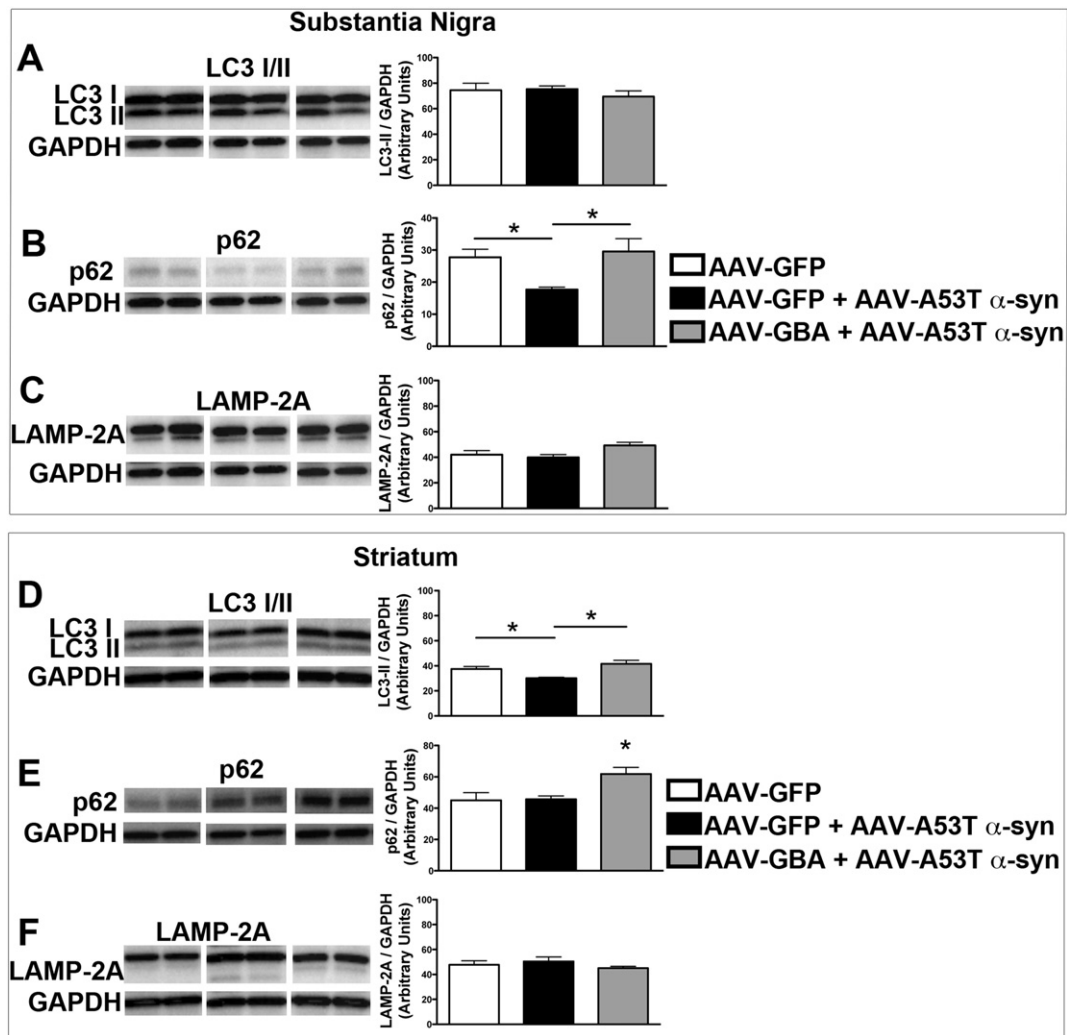 Substantia Nigra
A
LC3 I/II
LC3 I
LC3 II
GAPDH
LC3-II / GAPDH
(Arbitrary Units)
100
80
60
40
20
0
B
p62
p62
GAPDH
p62 / GAPDH
(Arbitrary Units)
40
30
20
10
0
* *
AAV-GFP
AAV-GFP + AAV-A53T α-syn
AAV-GBA + AAV-A53T α-syn
C
LAMP-2A
LAMP-2A
GAPDH
LAMP-2A / GAPDH
(Arbitrary Units)
100
80
60
40
20
0
Striatum
D
LC3 I/II
LC3 I
LC3 II
GAPDH
LC3-II / GAPDH
(Arbitrary Units)
100
80
60
40
20
0
* *
E
p62
p62
GAPDH
p62 / GAPDH
(Arbitrary Units)
80
60
40
20
0
*
AAV-GFP
AAV-GFP + AAV-A53T α-syn
AAV-GBA + AAV-A53T α-syn
F
LAMP-2A
LAMP-2A
GAPDH
LAMP-2A / GAPDH
(Arbitrary Units)
100
80
60
40
20
0